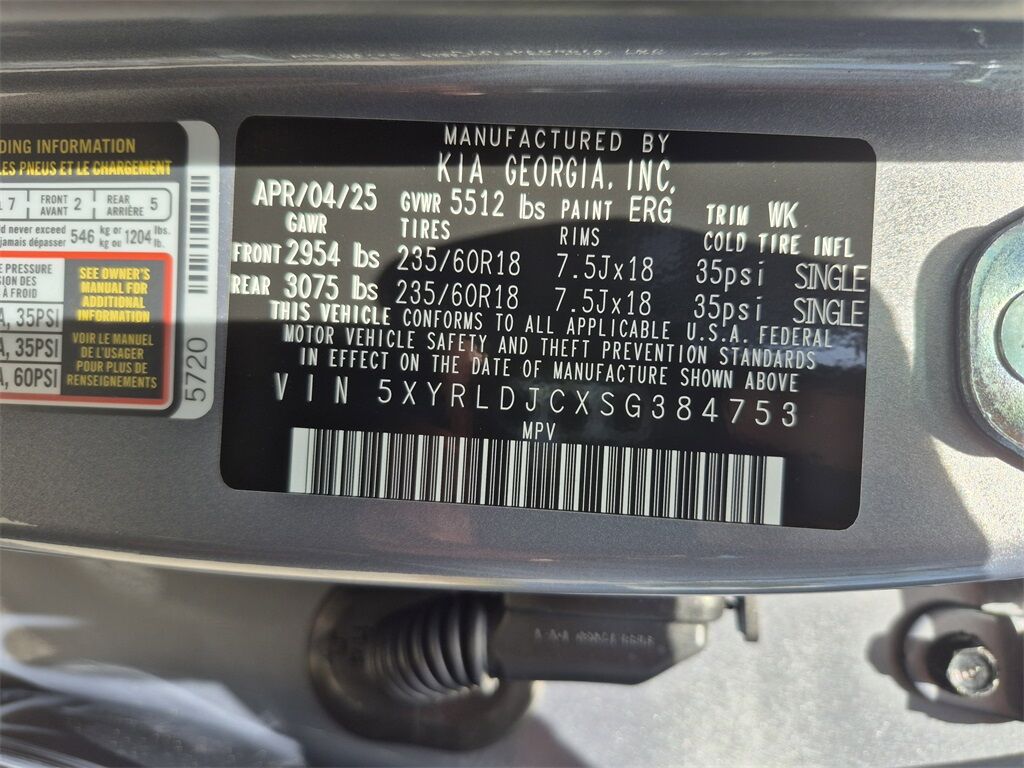 DING INFORMATION
LES PNEUS ET LE CHARGEMENT
7 FRONT AVANT 2 REAR ARRIÈRE 5
never exceed 546 kg or 1204 lbs.
jamais dépasser kg ou lb.
PRESSURE
DES
À FROID
35PSI
35PSI
60PSI
SEE OWNER'S
MANUAL FOR
ADDITIONAL
INFORMATION
VOIR LE MANUEL
DE L'USAGER
POUR PLUS DE
RENSEIGNEMENTS
5720
MANUFACTURED BY
KIA GEORGIA, INC.
APR/04/25 GVWR 5512 lbs PAINT ERG TRIM WK
GAWR TIRES RIMS COLD TIRE INFL
FRONT 2954 lbs 235/60R18 7.5Jx18 35psi SINGLE
REAR 3075 lbs 235/60R18 7.5Jx18 35psi SINGLE
THIS VEHICLE CONFORMS TO ALL APPLICABLE U.S.A. FEDERAL
MOTOR VEHICLE SAFETY AND THEFT PREVENTION STANDARDS
IN EFFECT ON THE DATE OF MANUFACTURE SHOWN ABOVE
VIN 5XYRLDJCXSG384753
MPV